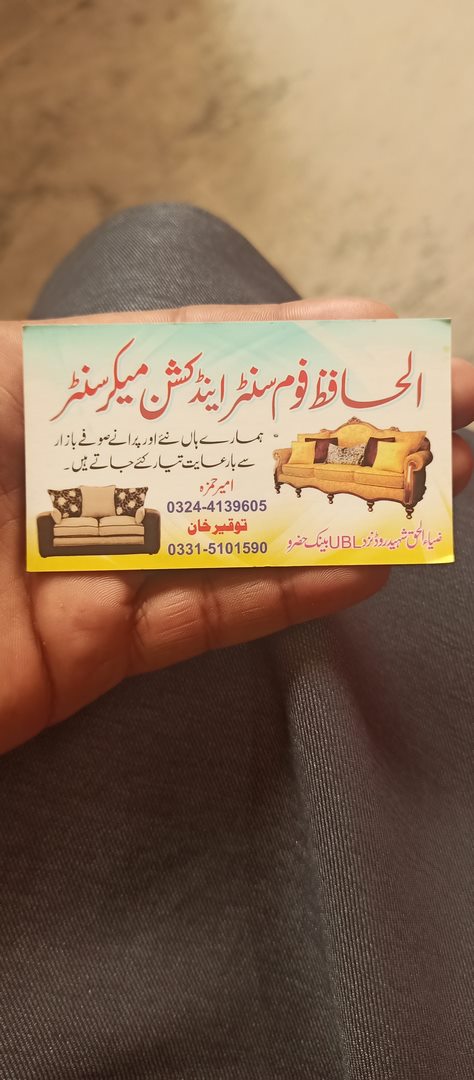 الحافظ فوم سنٹر اینڈ کشن میکر سنٹر
ہمارے ہاں نئے اور پرانے صوفے بازار
سے بارعایت تیار کئے جاتے ہیں۔
امیر حمزہ
0324-4139605
توقیر خان
0331-5101590
ضیاء الحق شہید روڈ نزد UBL بینک حضرو